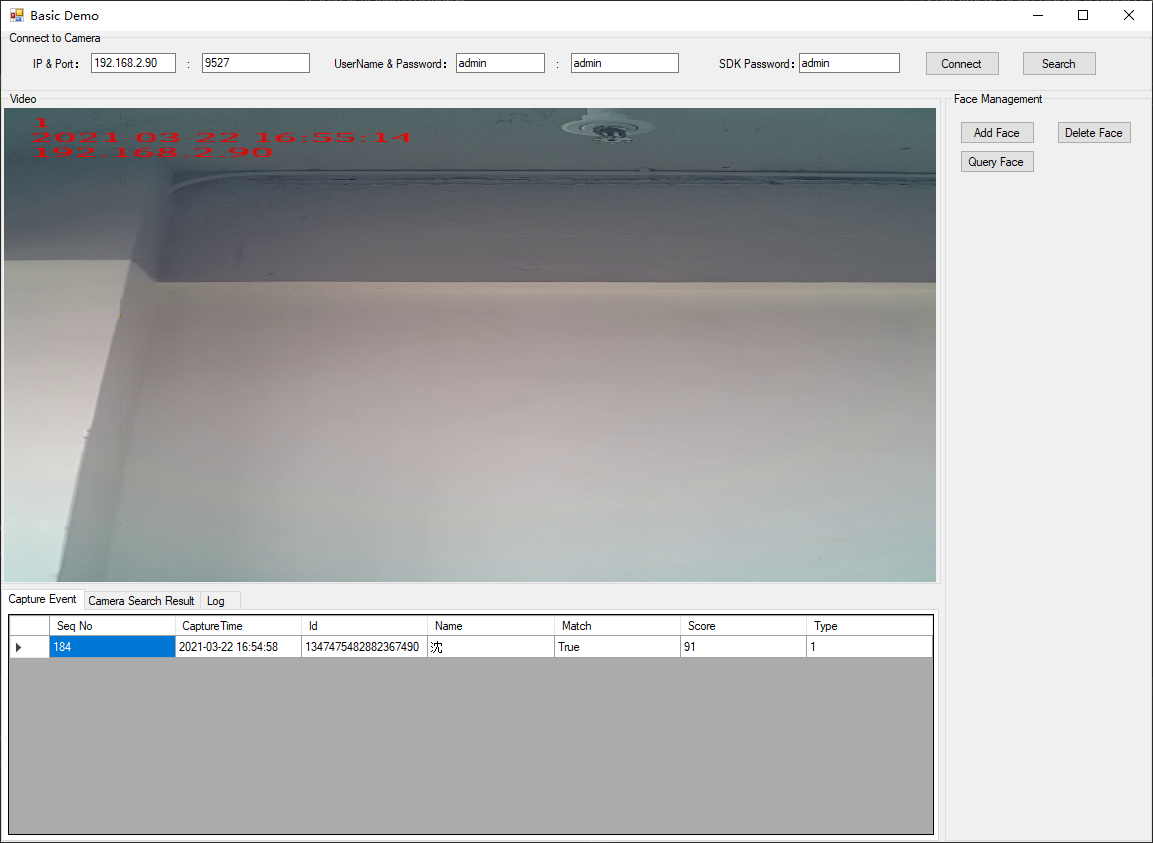 Basic Demo
Connect to Camera
IP & Port: 192.168.2.90 : 9527 UserName & Password: admin : admin SDK Password: admin Connect Search
Video
Face Management
1
2021-03-22 16:55:14
192.168.2.90
Add Face Delete Face
Query Face
Capture Event Camera Search Result Log
Seq No CaptureTime Id Name Match Score Type
184 2021-03-22 16:54:58 1347475482882367490 沈 True 91 1